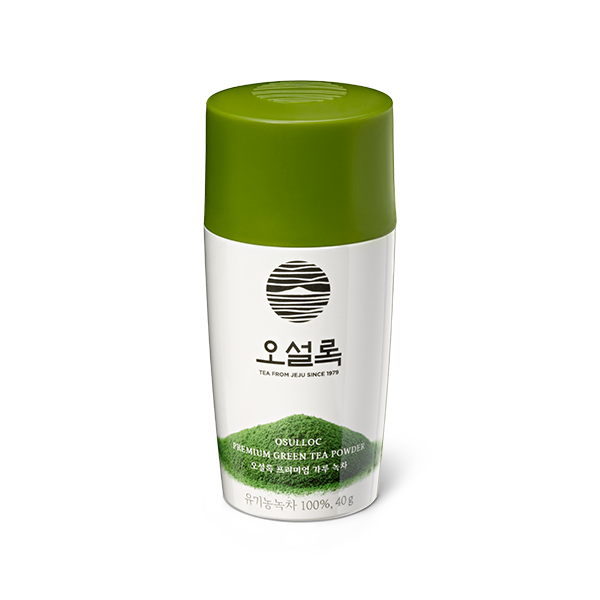 오설록
TEA FROM JEJU SINCE 1979
OSULLOC
PREMIUM GREEN TEA POWDER
오설록 프리미엄 가루 녹차
유기농녹차 100%, 40g